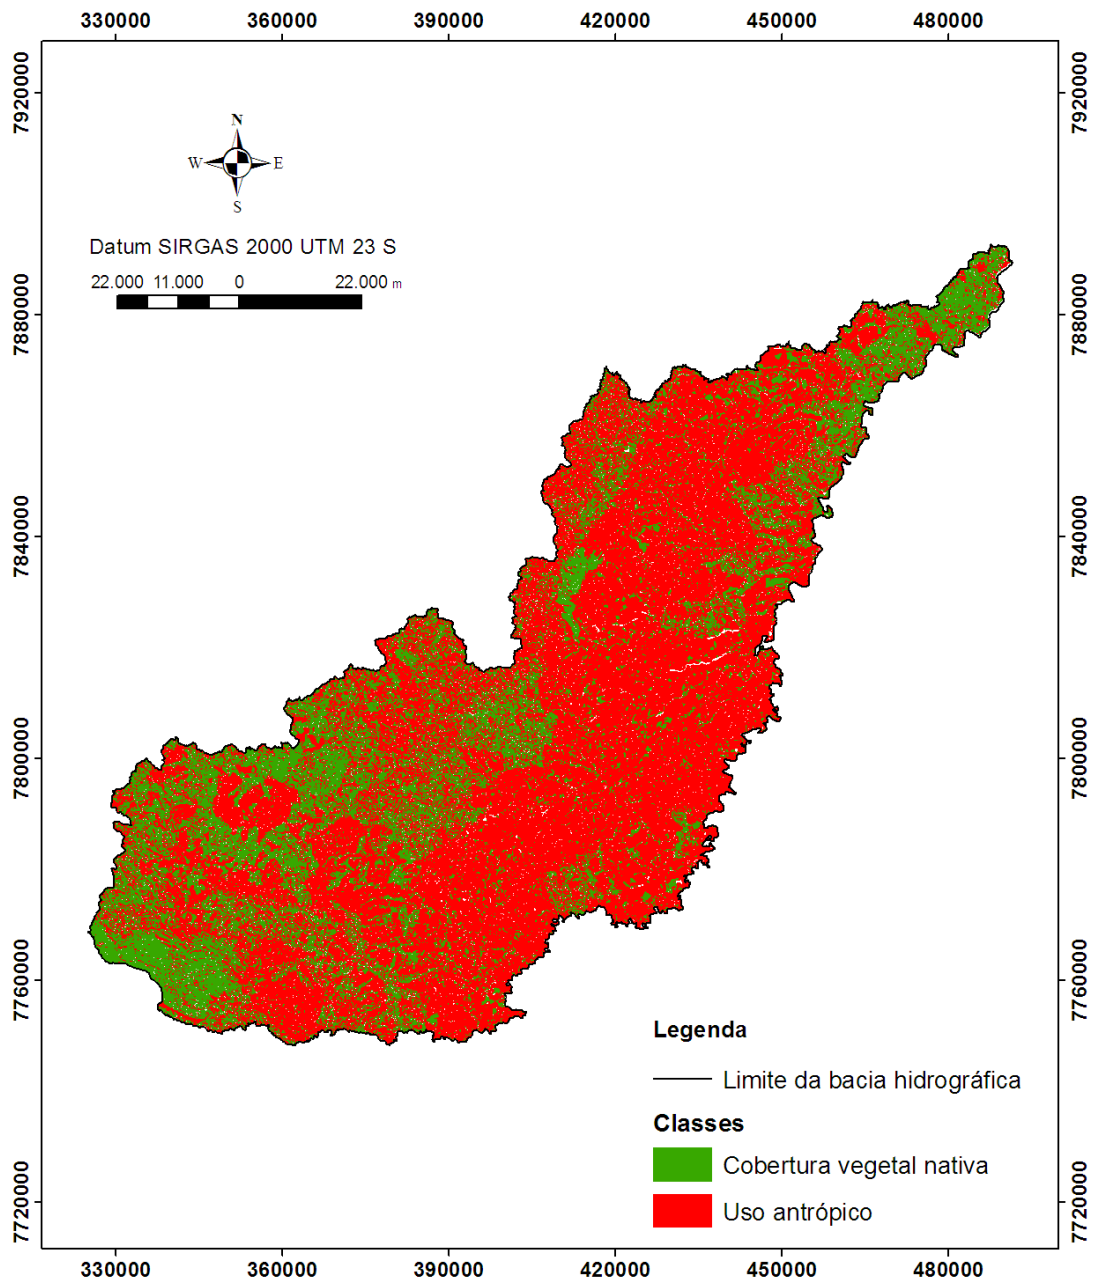 330000 360000 390000 420000 450000 480000
7920000 7920000
N
W E
S
Datum SIRGAS 2000 UTM 23 S
22.000 11.000 0 22.000 m
7880000 7880000
7840000 7840000
7800000 7800000
7760000 7760000
Legenda
Limite da bacia hidrográfica
Classes
Cobertura vegetal nativa
Uso antrópico
7720000 7720000
330000 360000 390000 420000 450000 480000